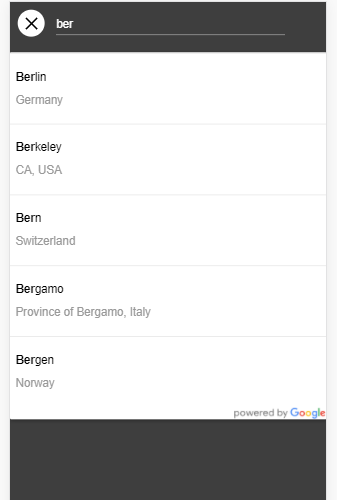 ber
Berlin
Germany
Berkeley
CA, USA
Bern
Switzerland
Bergamo
Province of Bergamo, Italy
Bergen
Norway
powered by Google